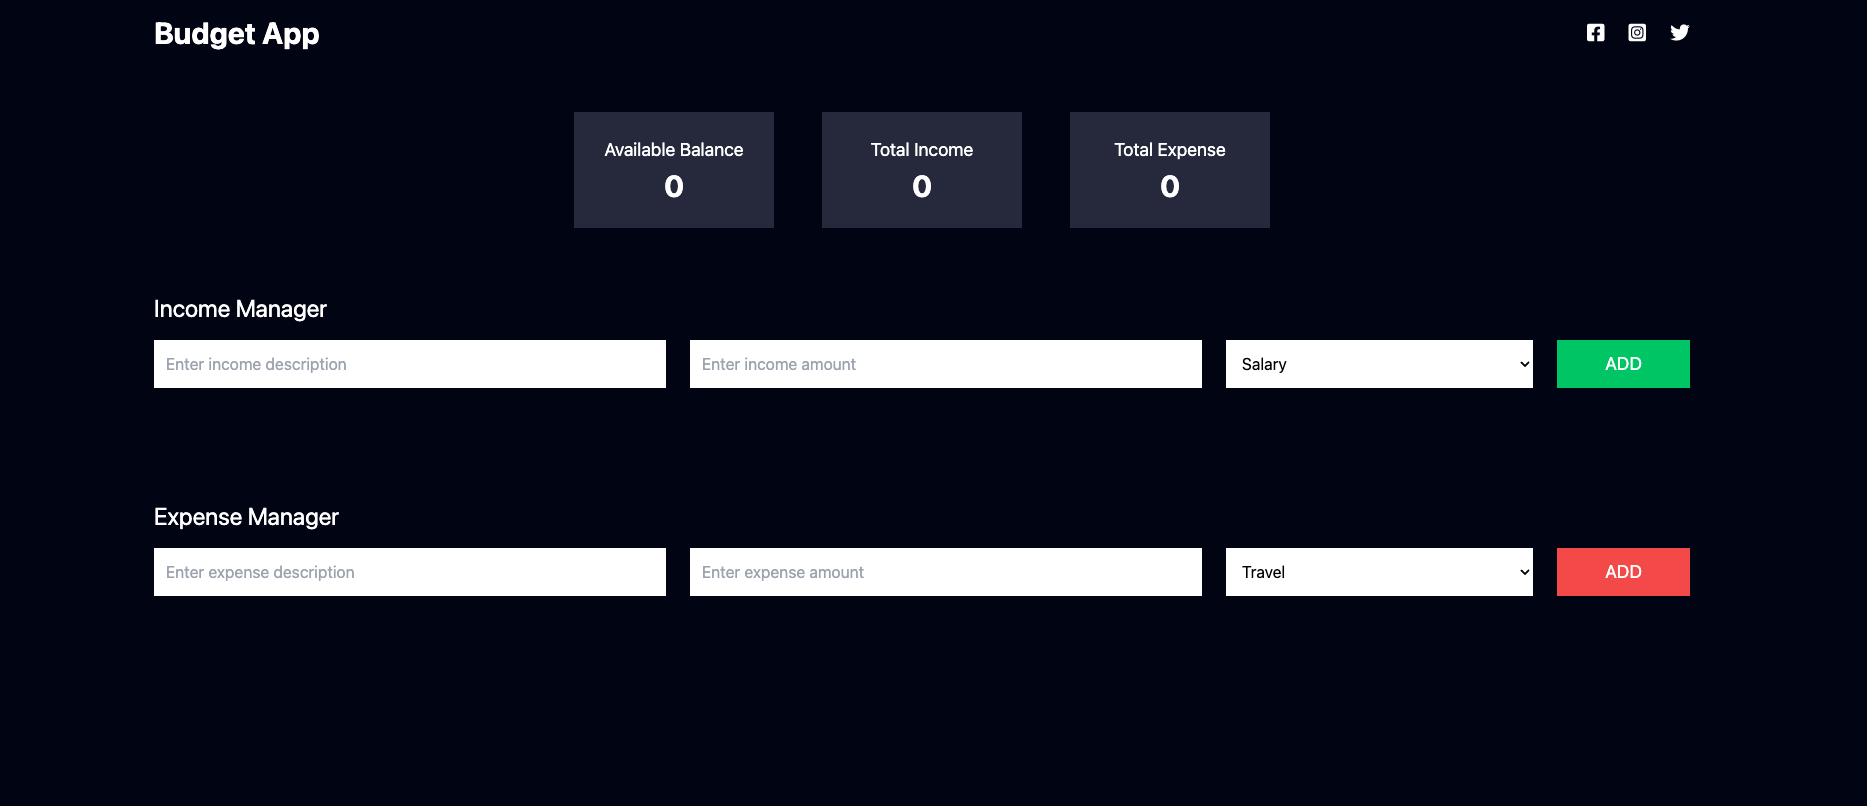 Budget App
Available Balance
0
Total Income
0
Total Expense
0
Income Manager
Enter income description
Enter income amount
Salary
ADD
Expense Manager
Enter expense description
Enter expense amount
Travel
ADD